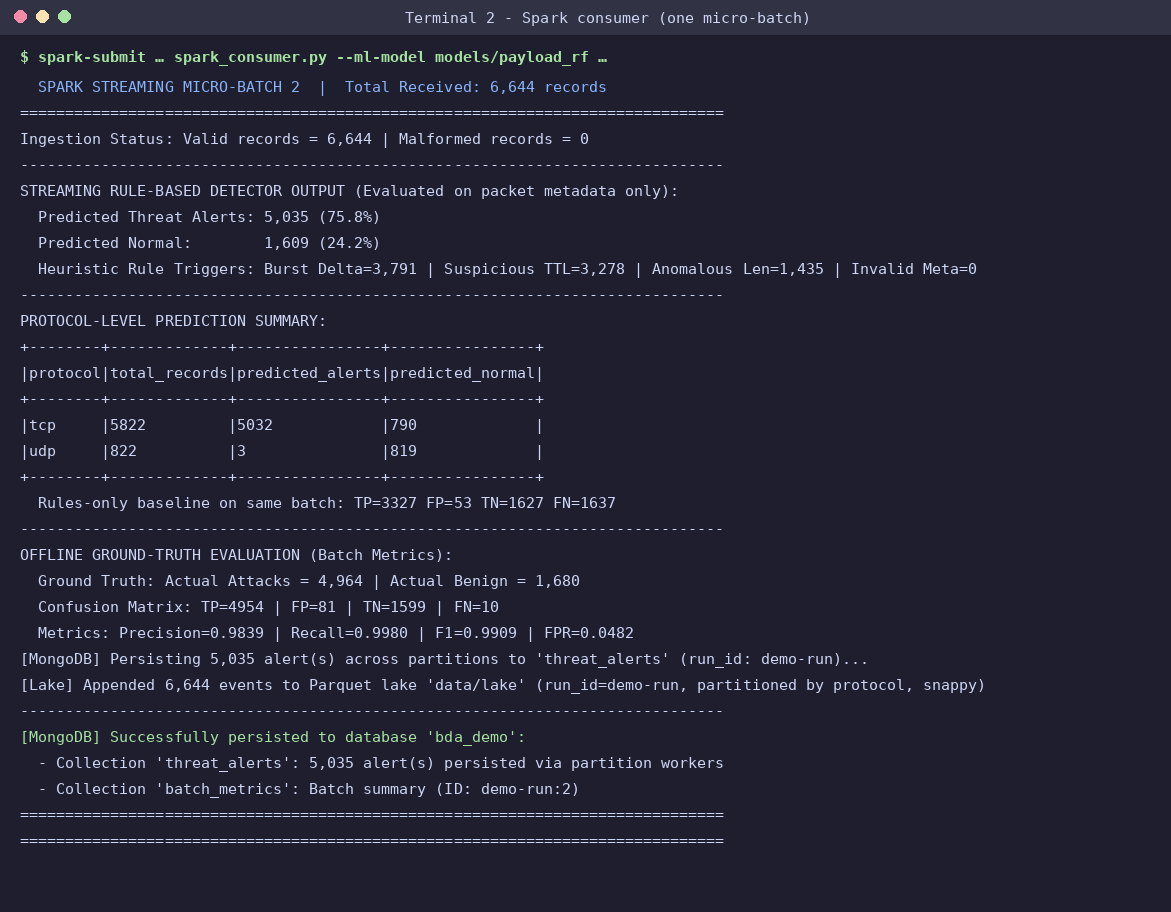 Terminal 2 - Spark consumer (one micro-batch)
$ spark-submit … spark_consumer.py --ml-model models/payload_rf …
  SPARK STREAMING MICRO-BATCH 2  |  Total Received: 6,644 records
==============================================================================
Ingestion Status: Valid records = 6,644 | Malformed records = 0
------------------------------------------------------------------------------
STREAMING RULE-BASED DETECTOR OUTPUT (Evaluated on packet metadata only):
  Predicted Threat Alerts: 5,035 (75.8%)
  Predicted Normal:        1,609 (24.2%)
  Heuristic Rule Triggers: Burst Delta=3,791 | Suspicious TTL=3,278 | Anomalous Len=1,435 | Invalid Meta=0
------------------------------------------------------------------------------
PROTOCOL-LEVEL PREDICTION SUMMARY:
+--------+-------------+----------------+----------------+
|protocol|total_records|predicted_alerts|predicted_normal|
+--------+-------------+----------------+----------------+
|tcp     |5822         |5032            |790             |
|udp     |822          |3               |819             |
+--------+-------------+----------------+----------------+
  Rules-only baseline on same batch: TP=3327 FP=53 TN=1627 FN=1637
------------------------------------------------------------------------------
OFFLINE GROUND-TRUTH EVALUATION (Batch Metrics):
  Ground Truth: Actual Attacks = 4,964 | Actual Benign = 1,680
  Confusion Matrix: TP=4954 | FP=81 | TN=1599 | FN=10
  Metrics: Precision=0.9839 | Recall=0.9980 | F1=0.9909 | FPR=0.0482
[MongoDB] Persisting 5,035 alert(s) across partitions to 'threat_alerts' (run_id: demo-run)...
[Lake] Appended 6,644 events to Parquet lake 'data/lake' (run_id=demo-run, partitioned by protocol, snappy)
------------------------------------------------------------------------------
[MongoDB] Successfully persisted to database 'bda_demo':
  - Collection 'threat_alerts': 5,035 alert(s) persisted via partition workers
  - Collection 'batch_metrics': Batch summary (ID: demo-run:2)
==============================================================================
==============================================================================